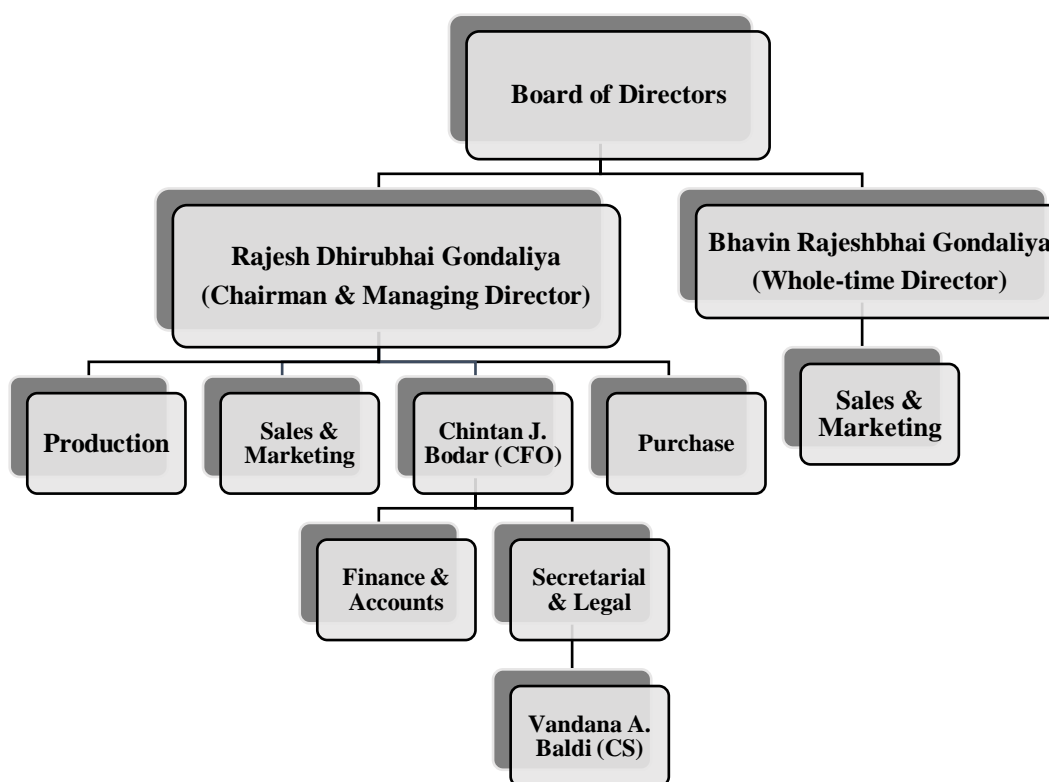 Board of Directors
Rajesh Dhirubhai Gondaliya
(Chairman & Managing Director)
Bhavin Rajeshbhai Gondaliya
(Whole-time Director)
Production
Sales &
Marketing
Chintan J.
Bodar (CFO)
Purchase
Sales &
Marketing
Finance &
Accounts
Secretarial
& Legal
Vandana A.
Baldi (CS)